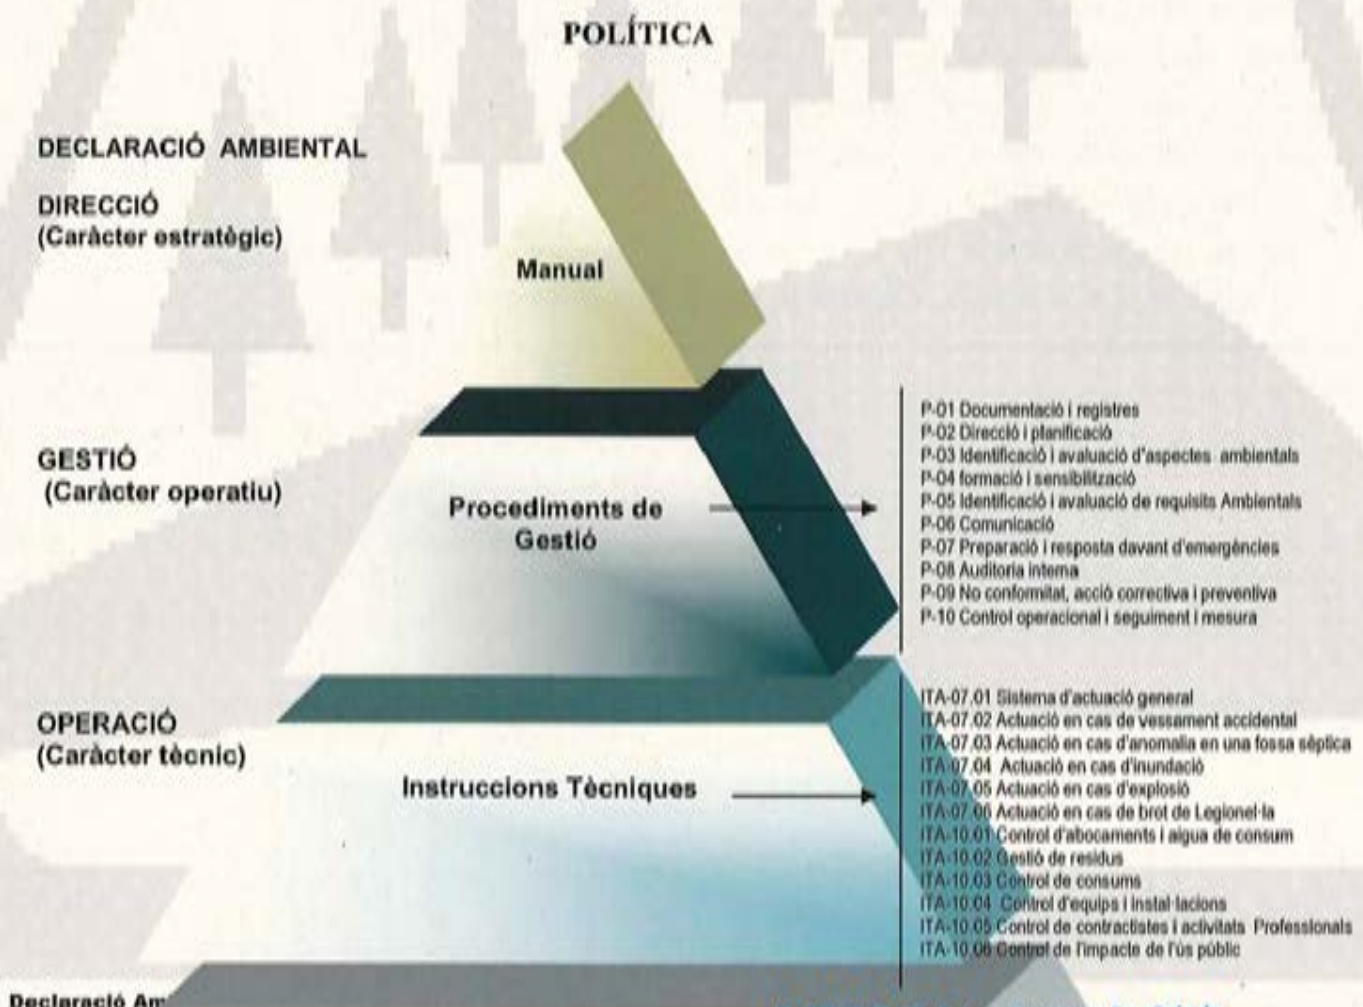 POLÍTICA
DECLARACIÓ AMBIENTAL
DIRECCIÓ
(Caràcter estratègic)
Manual
GESTIÓ
(Caràcter operatiu)
Procediments de
Gestió
P-01 Documentació i registres
P-02 Direcció i planificació
P-03 Identificació i avaluació d'aspectes ambientals
P-04 formació i sensibilització
P-05 Identificació i avaluació de requisits Ambientals
P-06 Comunicació
P-07 Preparació i resposta davant d'emergències
P-08 Auditoria interna
P-09 No conformitat, acció correctiva i preventiva
P-10 Control operacional i seguiment i mesura
OPERACIÓ
(Caràcter tècnic)
Instruccions Tècniques
ITA-07.01 Sistema d'actuació general
ITA-07.02 Actuació en cas de vessament accidental
ITA-07.03 Actuació en cas d'anomalia en una fossa sèptica
ITA-07.04 Actuació en cas d'inundació
ITA-07.05 Actuació en cas d'explosió
ITA-07.06 Actuació en cas de brot de Legionel·la
ITA-10.01 Control d'abocaments i aigua de consum
ITA-10.02 Gestió de residus
ITA-10.03 Control de consums
ITA-10.04 Control d'equips i instal·lacions
ITA-10.05 Control de contractistes i activitats Professionals
ITA-10.06 Control de l'impacte de l'ús públic
Declaració Am